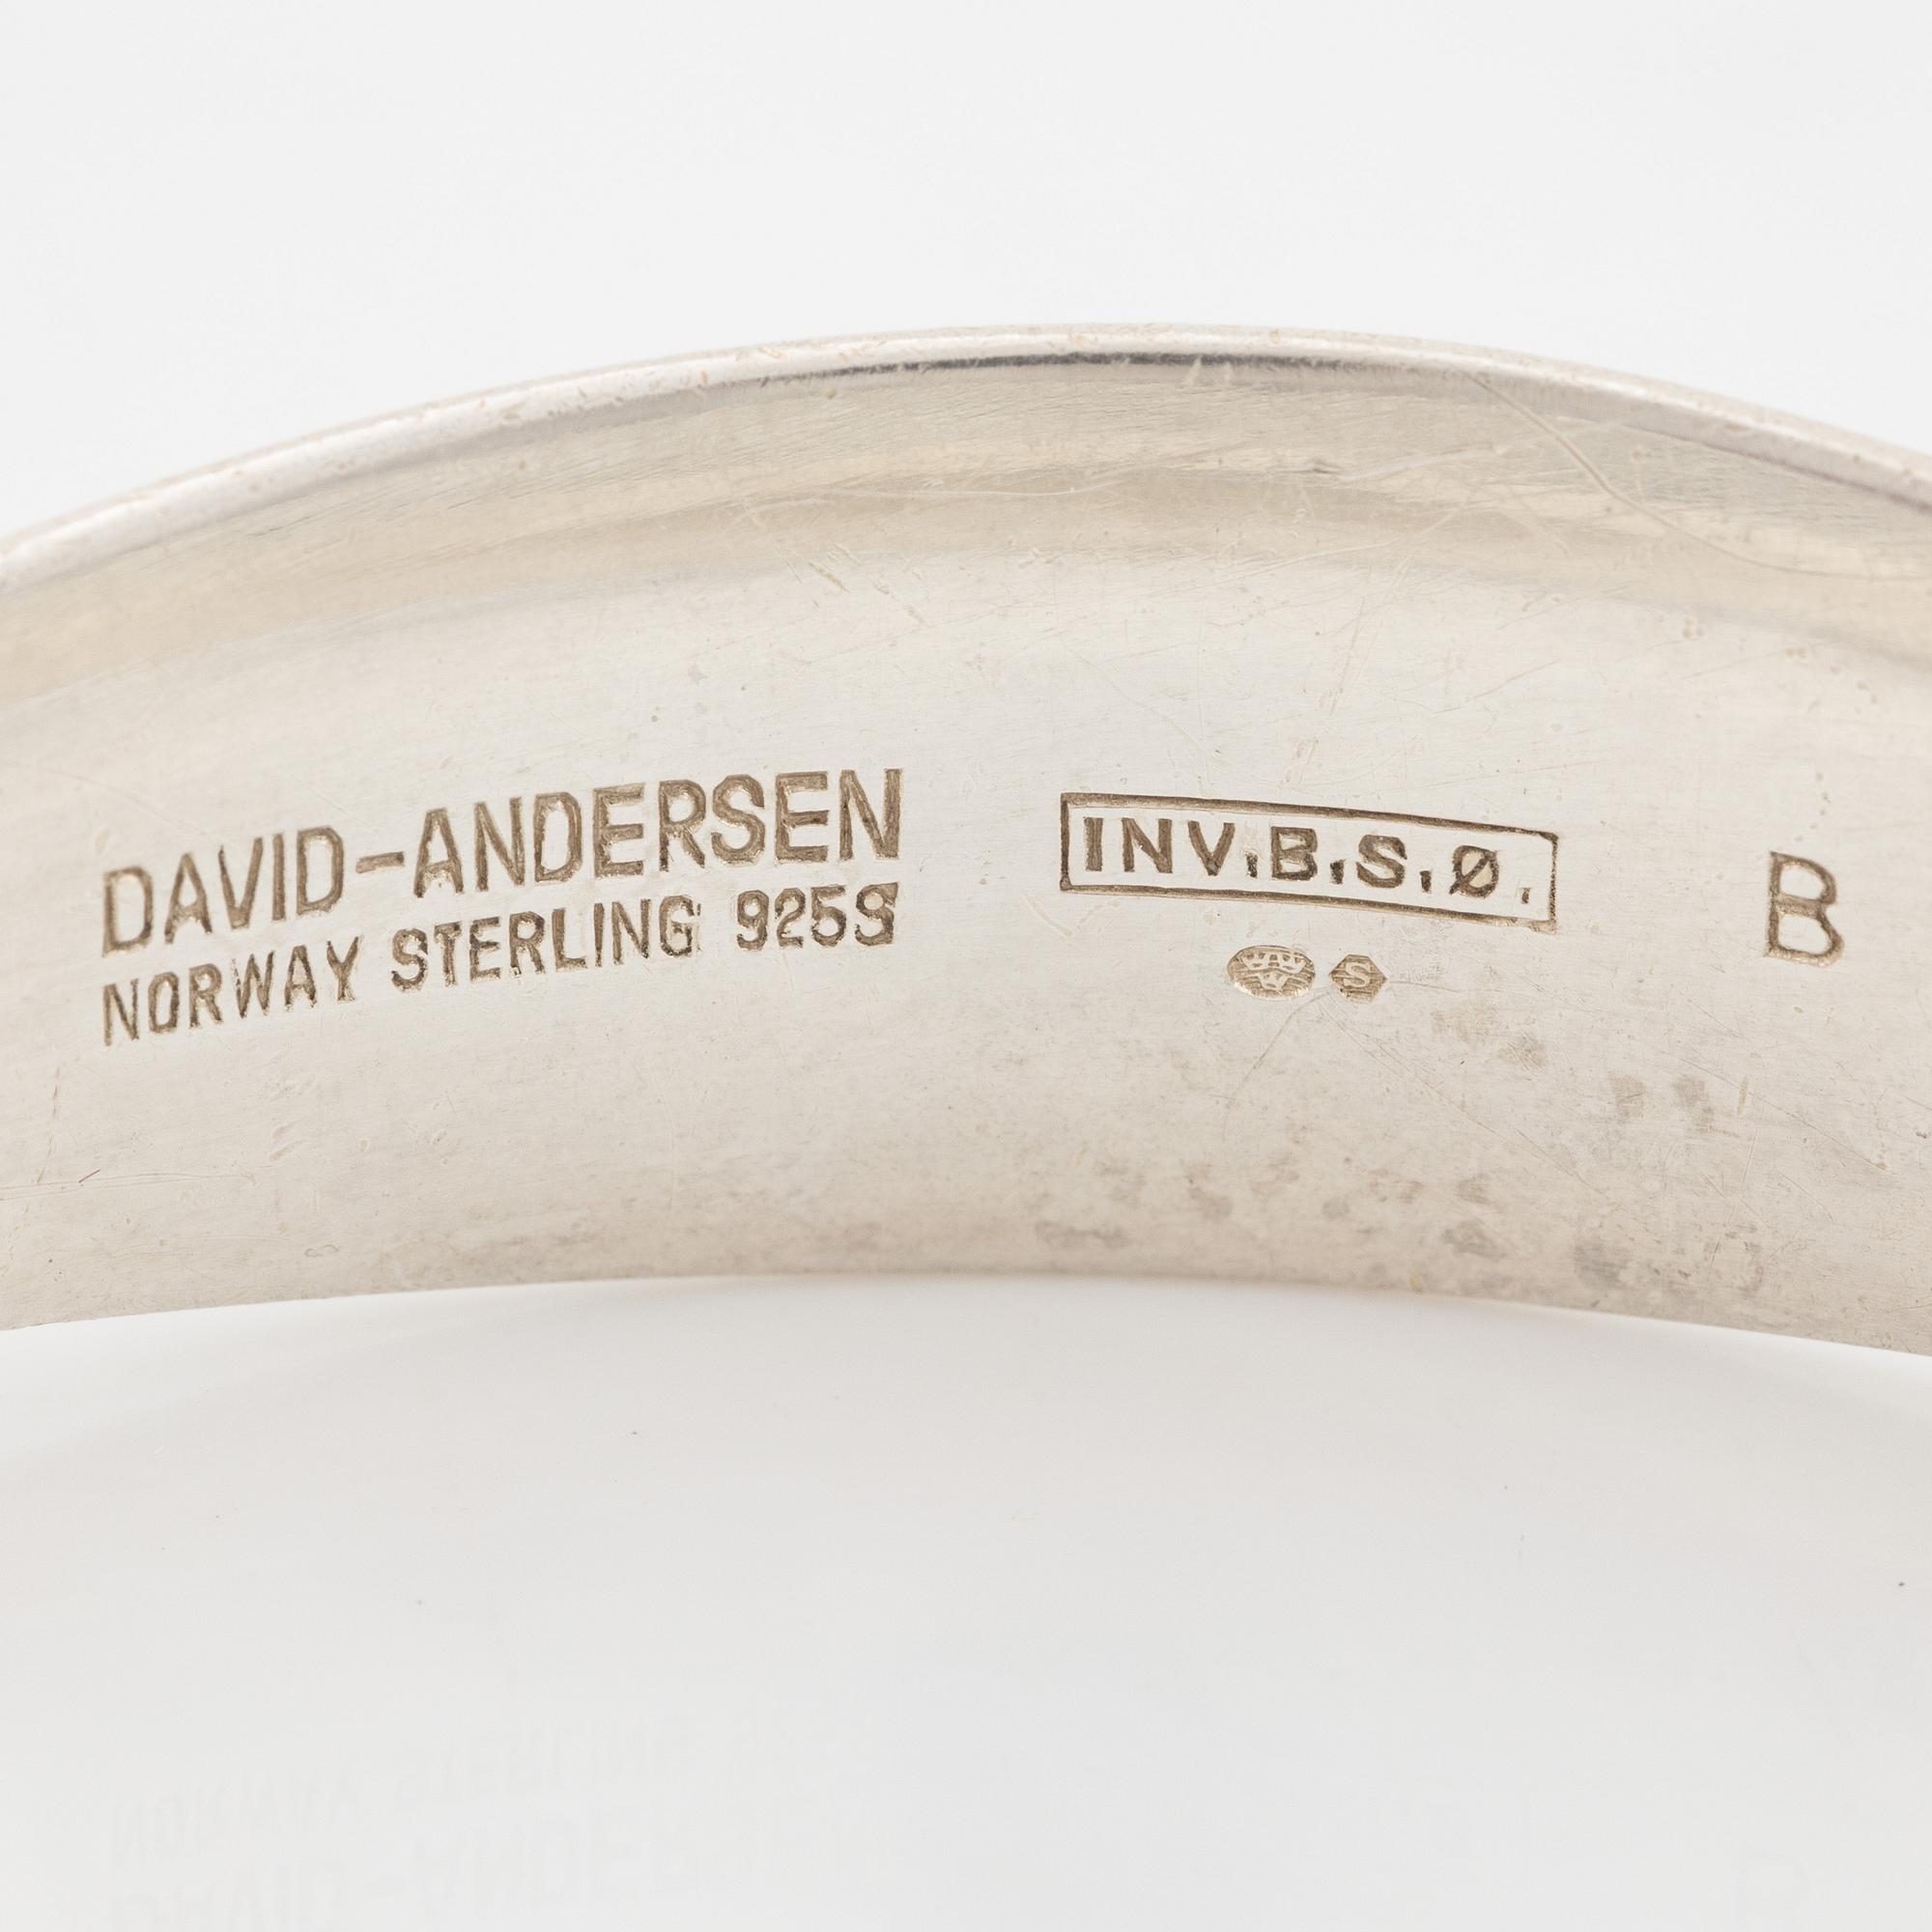 DAVID-ANDERSEN
NORWAY STERLING 925S
INV.B.S.Ø.
S
B